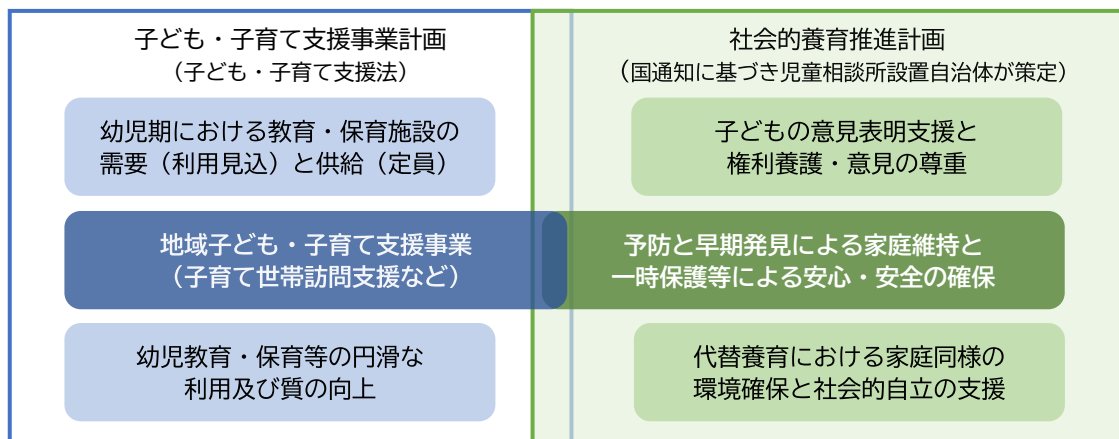 子ども・子育て支援事業計画
（子ども・子育て支援法）
幼児期における教育・保育施設の
需要（利用見込）と供給（定員）
地域子ども・子育て支援事業
（子育て世帯訪問支援など）
幼児教育・保育等の円滑な
利用及び質の向上
社会的養育推進計画
（国通知に基づき児童相談所設置自治体が策定）
子どもの意見表明支援と
権利養護・意見の尊重
予防と早期発見による家庭維持と
一時保護等による安心・安全の確保
代替養育における家庭同様の
環境確保と社会的自立の支援